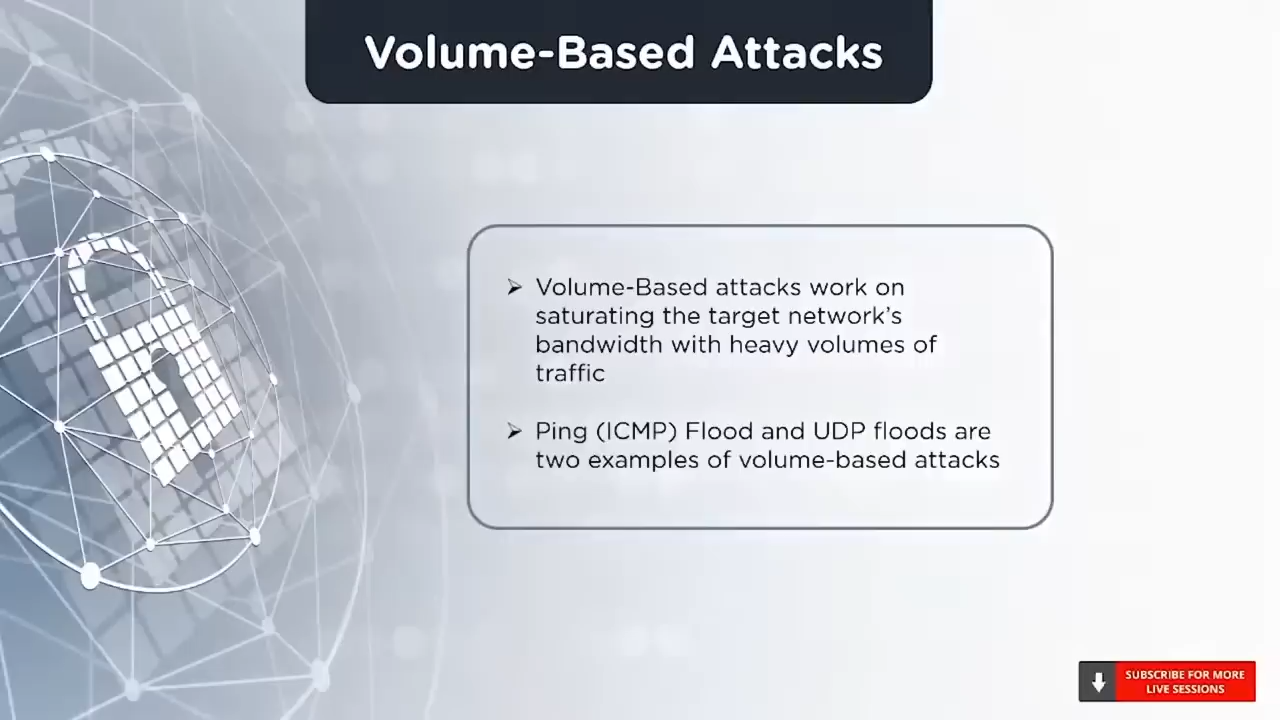 Volume-Based Attacks
➢ Volume-Based attacks work on
saturating the target network's
bandwidth with heavy volumes of
traffic
➢ Ping (ICMP) Flood and UDP floods are
two examples of volume-based attacks
SUBSCRIBE FOR MORE
LIVE SESSIONS